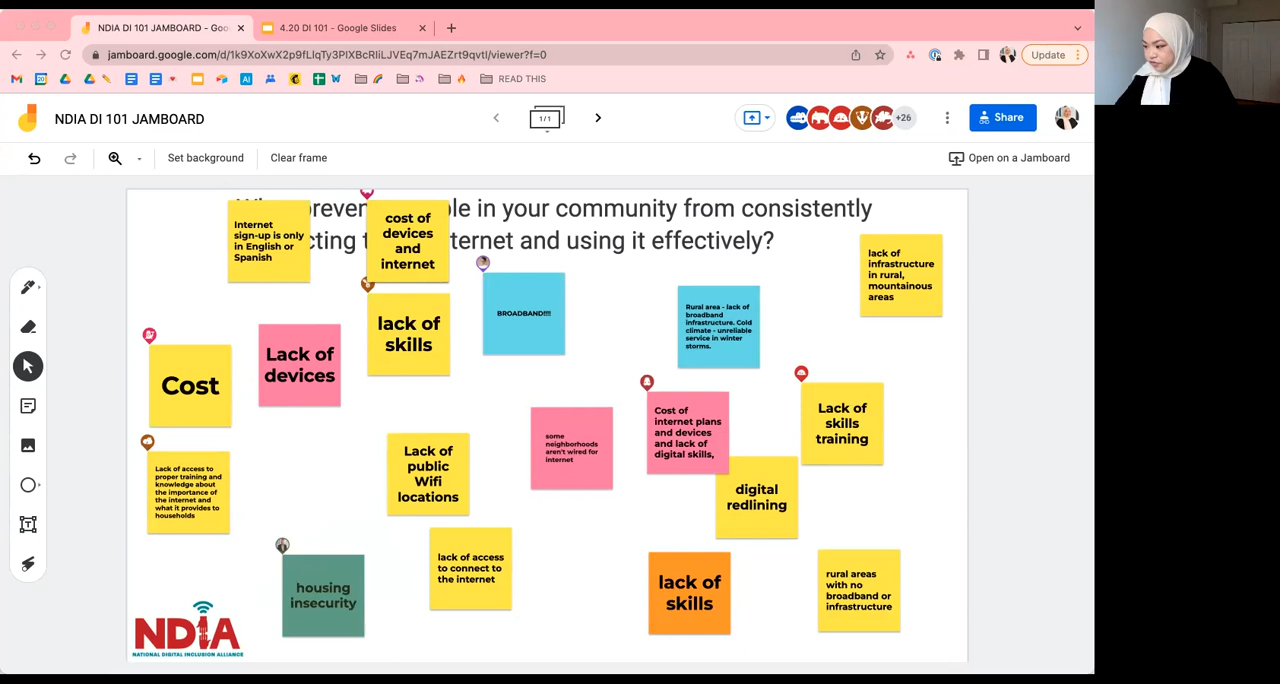 NDIA DI 101 JAMBOARD - Goo
4.20 DI 101 - Google Slides
jamboard.google.com/d/1k9XoXwX2p9fLlqTy3PIXBcRIiLJVEq7mJAEZrt9qvtI/viewer?f=0
Update
READ THIS
NDIA DI 101 JAMBOARD
1/1
+26
Share
Set background
Clear frame
Open on a Jamboard
in your community from consistently
and using it effectively?
Internet
sign-up is only
in English or
Spanish
cost of
devices
and
internet
BROADBAND!!!!
Rural area - lack of
broadband
infrastructure. Cold
climate - unreliable
service in winter
storms.
lack of
infrastructure
in rural,
mountainous
areas
Cost
Lack of
devices
lack of
skills
some
neighborhoods
aren't wired for
internet
Cost of
internet plans
and devices
and lack of
digital skills,
Lack of
skills
training
Lack of access to
proper training and
knowledge about
the importance of
the internet and
what it provides to
households
Lack of
public
Wifi
locations
digital
redlining
housing
insecurity
lack of access
to connect to
the internet
lack of
skills
rural areas
with no
broadband or
infrastructure
NDIA
NATIONAL DIGITAL INCLUSION ALLIANCE